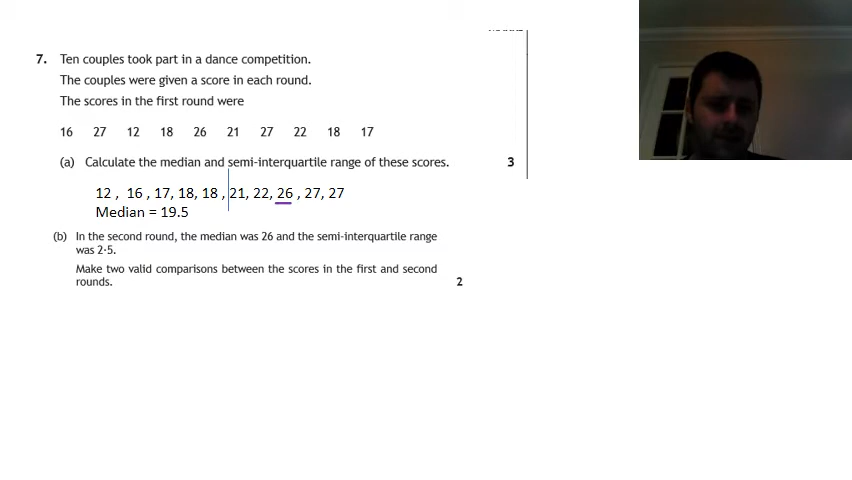 7. Ten couples took part in a dance competition.
The couples were given a score in each round.
The scores in the first round were
16 27 12 18 26 21 27 22 18 17
(a) Calculate the median and semi-interquartile range of these scores. 3
12 , 16 , 17, 18, 18 , 21, 22, 26 , 27, 27
Median = 19.5
(b) In the second round, the median was 26 and the semi-interquartile range
was 2·5.
Make two valid comparisons between the scores in the first and second
rounds. 2